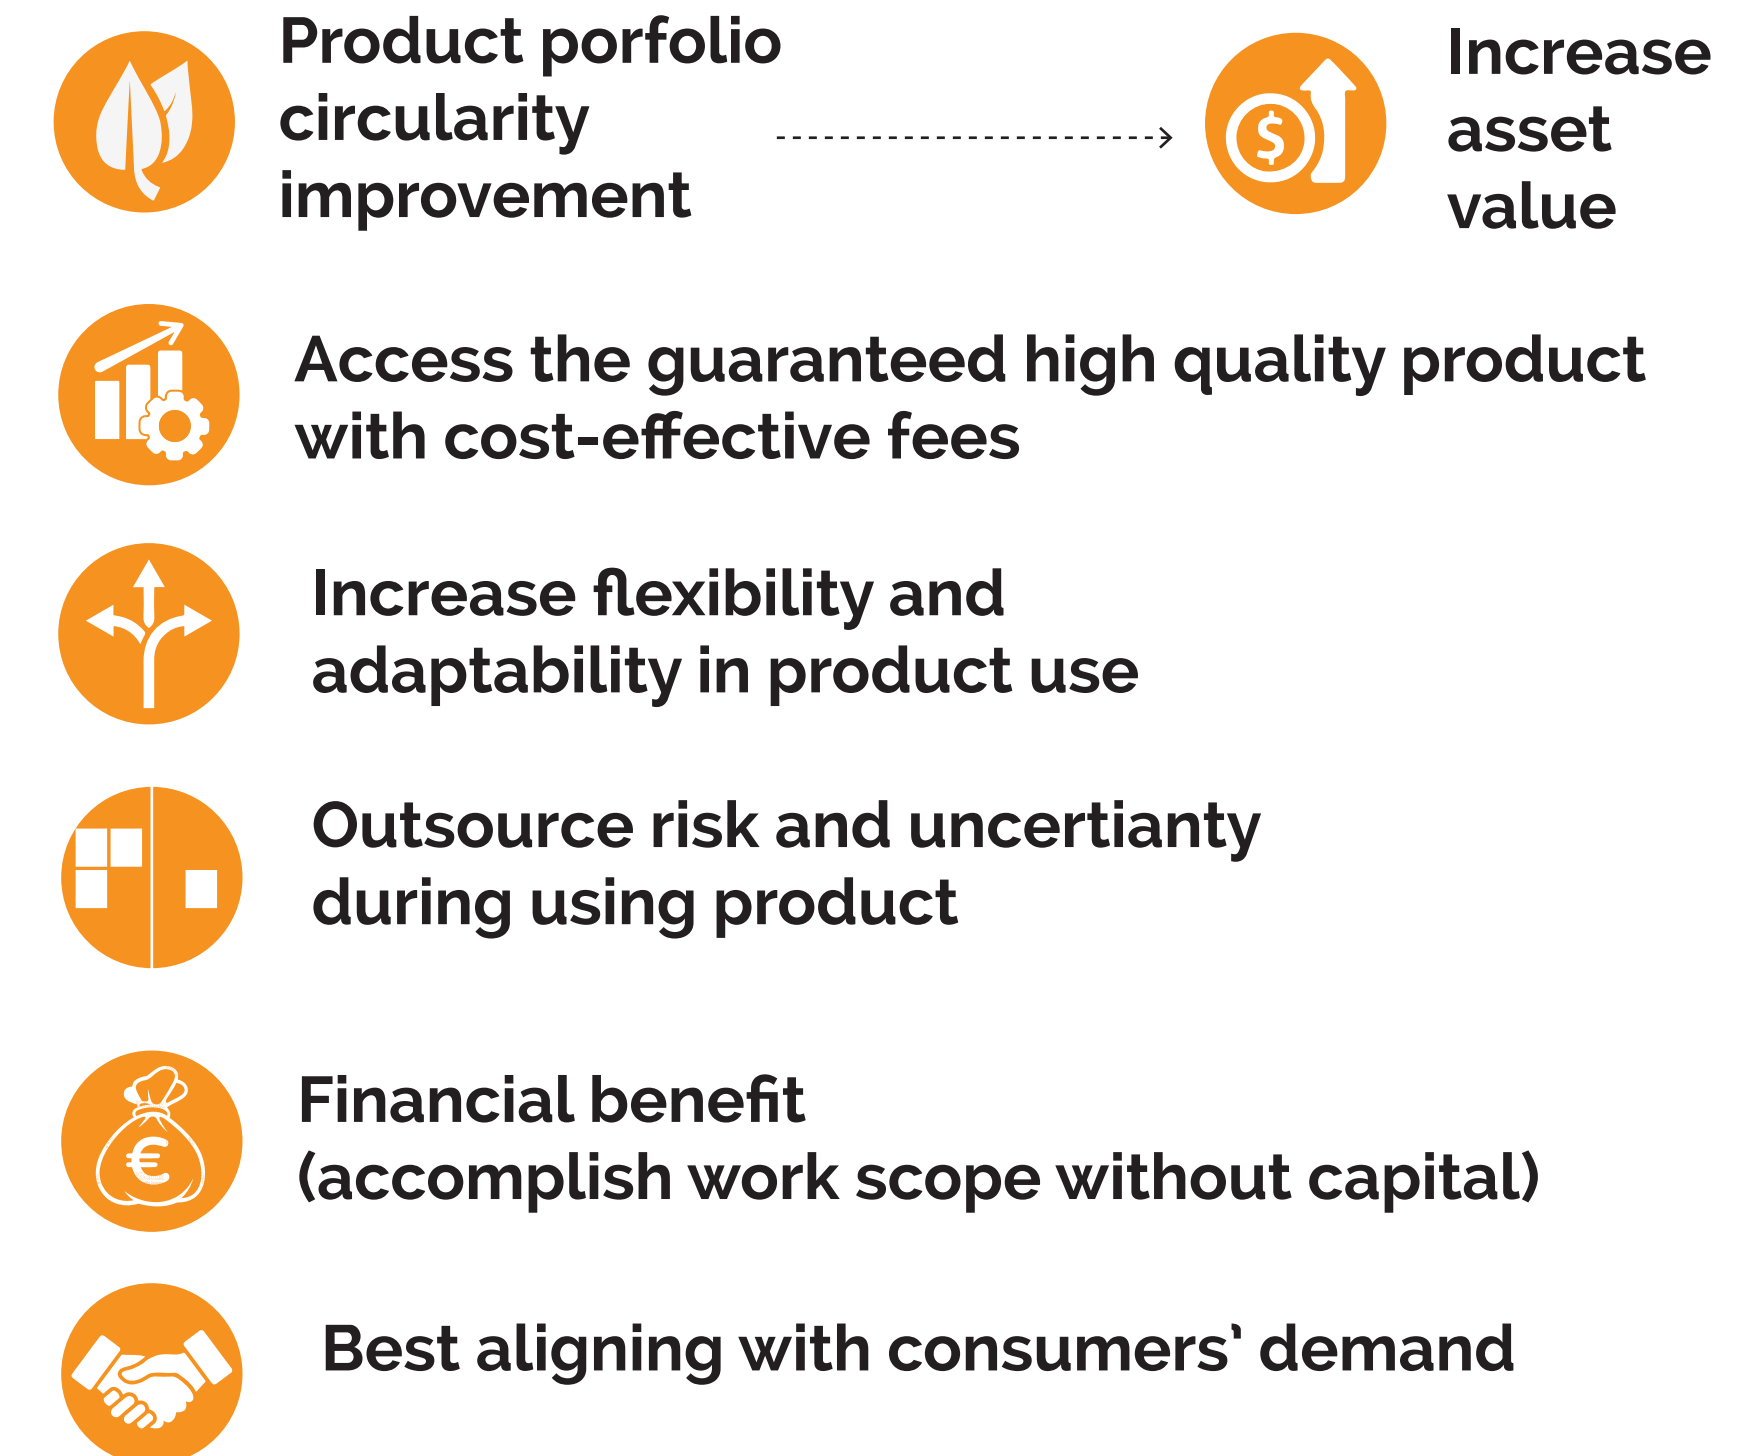 Product porfolio
circularity
improvement
$
Increase
asset
value
Access the guaranteed high quality product
with cost-effective fees
Increase flexibility and
adaptability in product use
Outsource risk and uncertianty
during using product
€
Financial benefit
(accomplish work scope without capital)
Best aligning with consumers’ demand